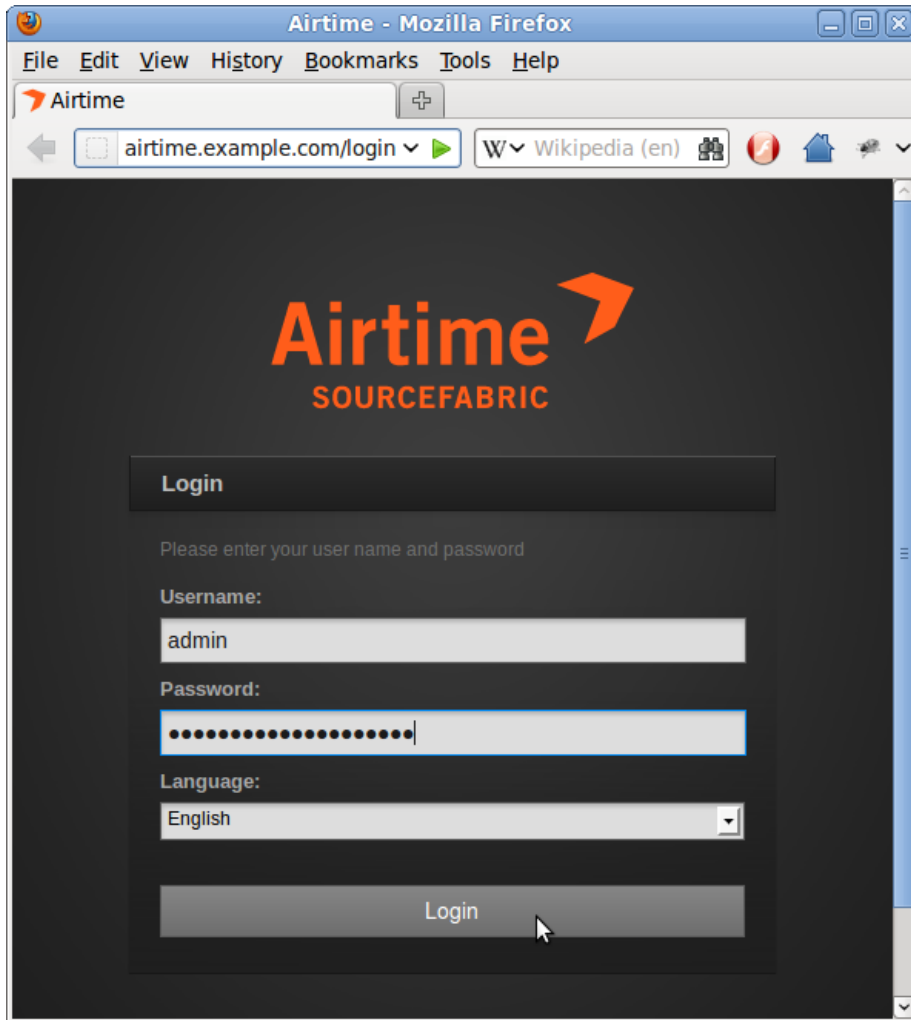 Airtime - Mozilla Firefox
File Edit View History Bookmarks Tools Help
Airtime
airtime.example.com/login W Wikipedia (en)
Airtime
SOURCEFABRIC
Login
Please enter your user name and password
Username:
admin
Password:
••••••••••••••••••••
Language:
English
Login